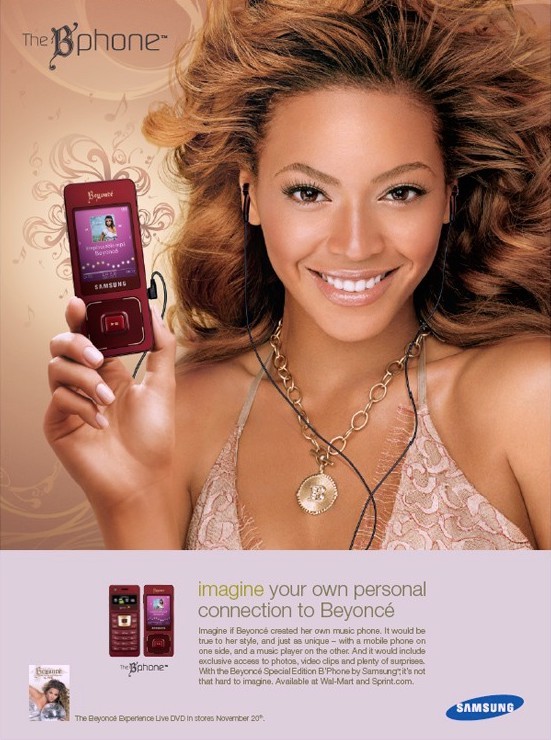 The B'phone™
Beyoncé
Beyoncé
SAMSUNG
imagine your own personal
connection to Beyoncé
Imagine if Beyoncé created her own music phone. It would be
true to her style, and just as unique – with a mobile phone on
one side, and a music player on the other. And it would include
exclusive access to photos, video clips and plenty of surprises.
With the Beyoncé Special Edition B'Phone by Samsung™, it's not
that hard to imagine. Available at Wal-Mart and Sprint.com.
The B'phone™
Beyoncé
The Beyoncé Experience Live DVD in stores November 20th.
SAMSUNG